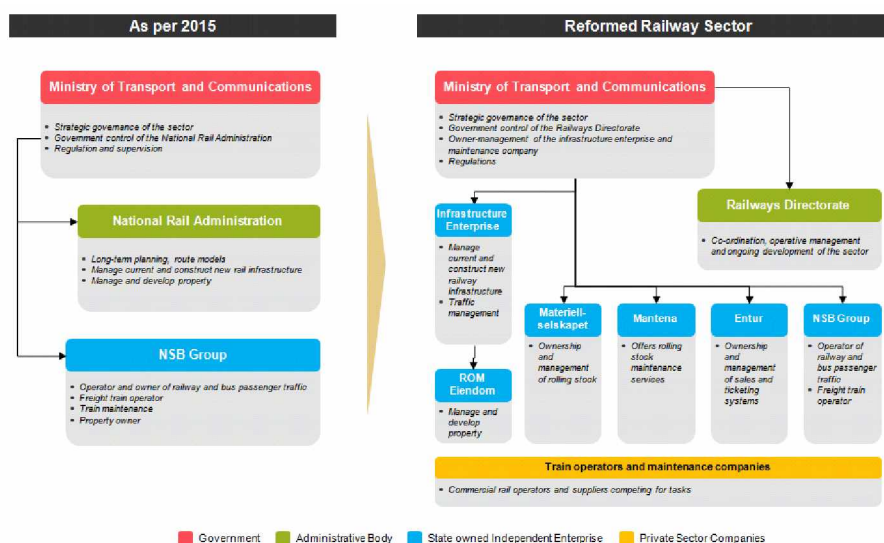 As per 2015
Ministry of Transport and Communications
Strategic governance of the sector
Government control of the National Rail Administration
Regulation and supervision
National Rail Administration
Long-term planning, route models
Manage current and construct new rail infrastructure
Manage and develop property
NSB Group
Operator and owner of railway and bus passenger traffic
Freight train operator
Train maintenance
Property owner
Reformed Railway Sector
Ministry of Transport and Communications
Strategic governance of the sector
Government control of the Railways Directorate
Owner-management of the infrastructure enterprise and
maintenance company
Regulations
Railways Directorate
Co-ordination, operative management
and ongoing development of the sector
Infrastructure
Enterprise
Manage
current and
construct new
railway
infrastructure
Traffic
management
ROM
Eiendom
Manage and
develop
property
Materiell-
selskapet
Ownership
and
management
of rolling stock
Mantena
Offers rolling
stock
maintenance
services
Entur
Ownership
and
management
of sales and
ticketing
systems
NSB Group
Operator of
railway and
bus passenger
traffic
Freight train
operator
Train operators and maintenance companies
Commercial rail operators and suppliers competing for tasks
Government
Administrative Body
State owned Independent Enterprise
Private Sector Companies